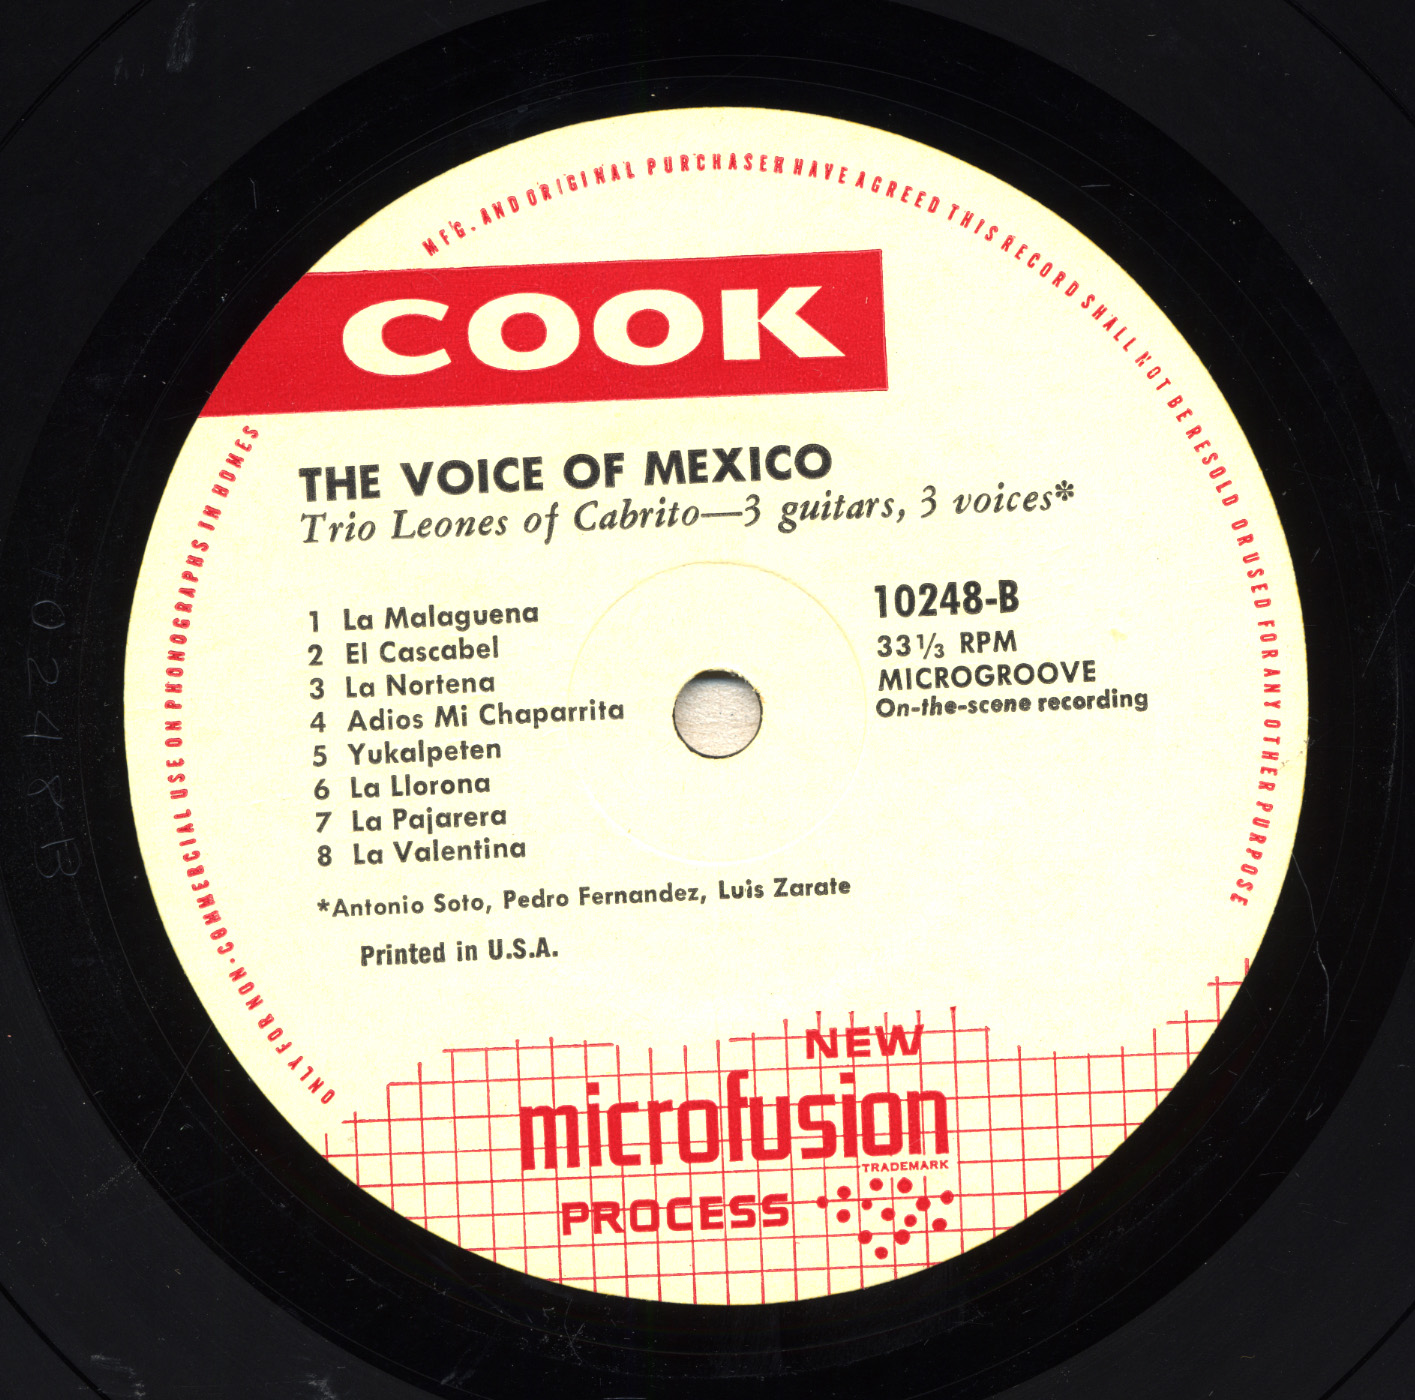 MFG. AND ORIGINAL PURCHASER HAVE AGREED THIS RECORD SHALL NOT BE RESOLD OR USED FOR ANY OTHER PURPOSE
COOK
THE VOICE OF MEXICO
Trio Leones of Cabrito—3 guitars, 3 voices*
1 La Malaguena
2 El Cascabel
3 La Nortena
4 Adios Mi Chaparrita
5 Yukalpeten
6 La Llorona
7 La Pajarera
8 La Valentina
10248-B
33⅓ RPM
MICROGROOVE
On-the-scene recording
*Antonio Soto, Pedro Fernandez, Luis Zarate
Printed in U.S.A.
ONLY FOR NON-COMMERCIAL USE ON PHONOGRAPHS IN HOMES
NEW
microfusion
TRADEMARK
PROCESS
10248B